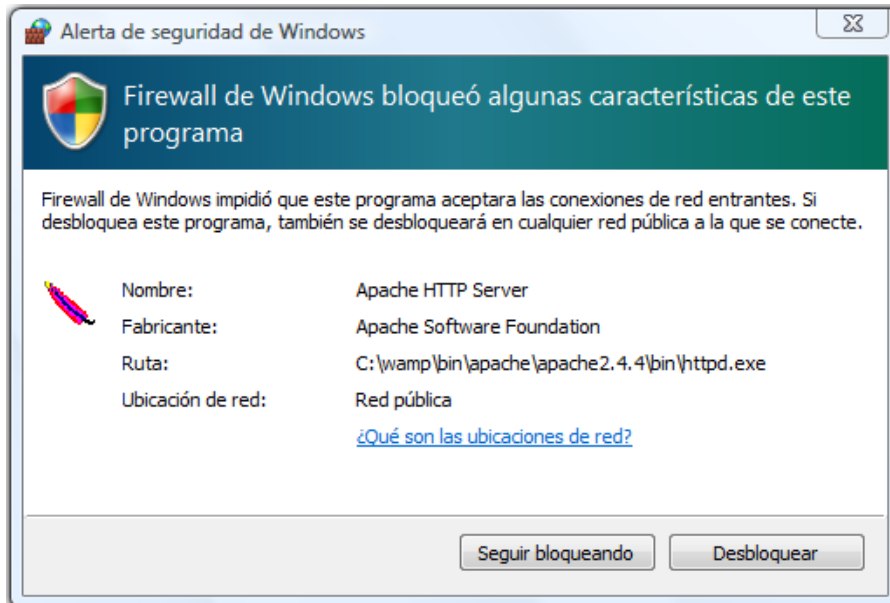 Alerta de seguridad de Windows
Firewall de Windows bloqueó algunas características de este
programa
Firewall de Windows impidió que este programa aceptara las conexiones de red entrantes. Si
desbloquea este programa, también se desbloqueará en cualquier red pública a la que se conecte.
Nombre: Apache HTTP Server
Fabricante: Apache Software Foundation
Ruta: C:\wamp\bin\apache\apache2.4.4\bin\httpd.exe
Ubicación de red: Red pública
¿Qué son las ubicaciones de red?
Seguir bloqueando Desbloquear